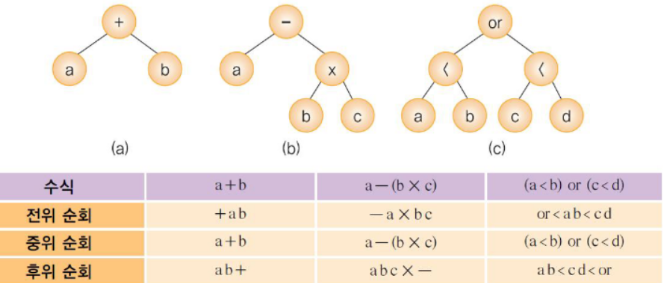 + - or
a b a x < <
b c a b c d
(a) (b) (c)
수식 a+b a-(b×c) (a<b) or (c<d)
전위 순회 +ab -a×bc or<ab<cd
중위 순회 a+b a-(b×c) (a<b) or (c<d)
후위 순회 ab+ abc×- ab<cd<or